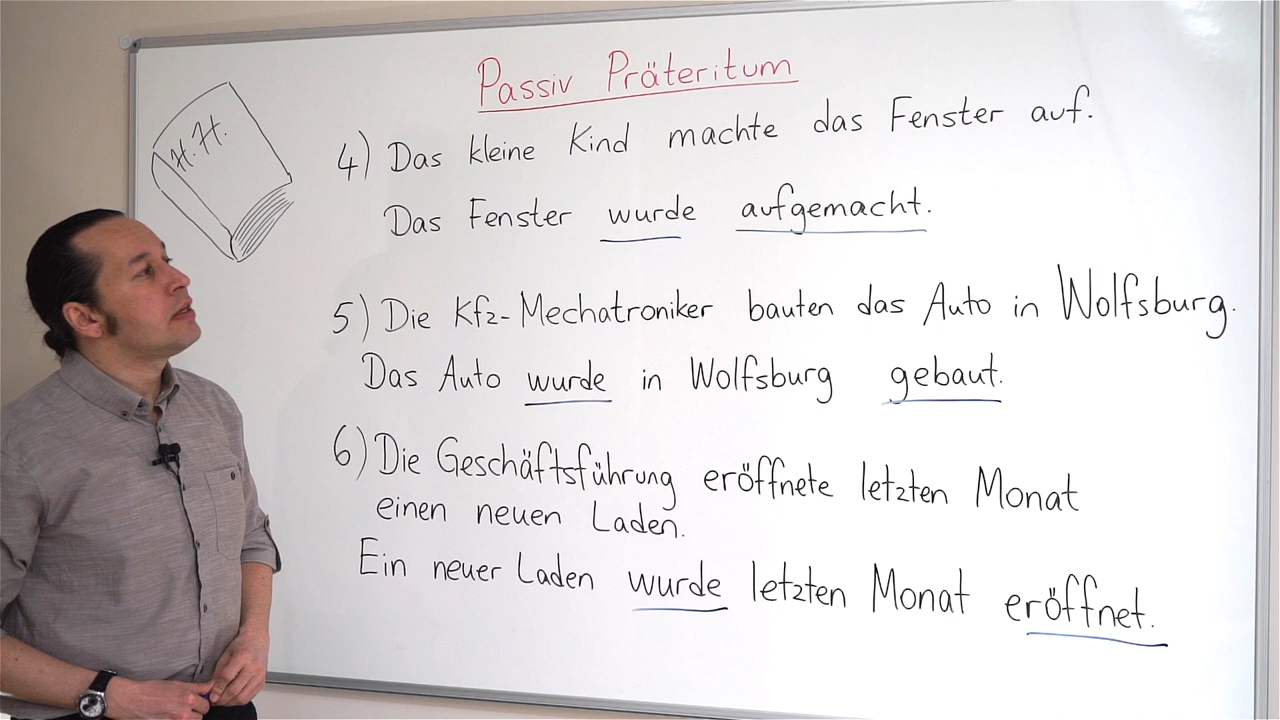 Passiv Präteritum
H.H.
4) Das kleine Kind machte das Fenster auf.
Das Fenster wurde aufgemacht.
5) Die Kfz-Mechatroniker bauten das Auto in Wolfsburg.
Das Auto wurde in Wolfsburg gebaut.
6) Die Geschäftsführung eröffnete letzten Monat
einen neuen Laden.
Ein neuer Laden wurde letzten Monat eröffnet.